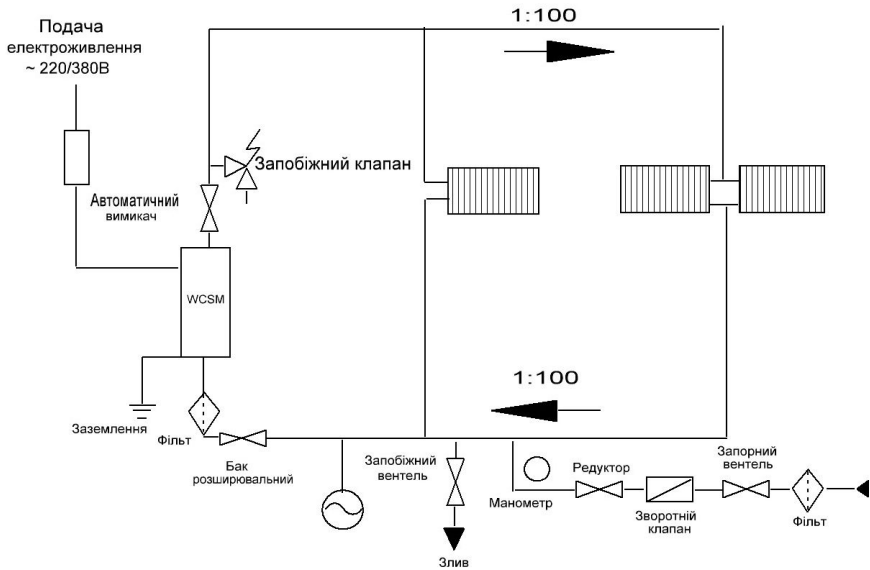 1:100
Подача
електроживлення
~ 220/380В
Запобіжний клапан
Автоматичний
вимикач
WCSM
1:100
Заземлення
Фільт
Бак
розширювальний
Запобіжний
вентель
Манометр
Редуктор
Зворотній
клапан
Запорний
вентель
Фільт
Злив